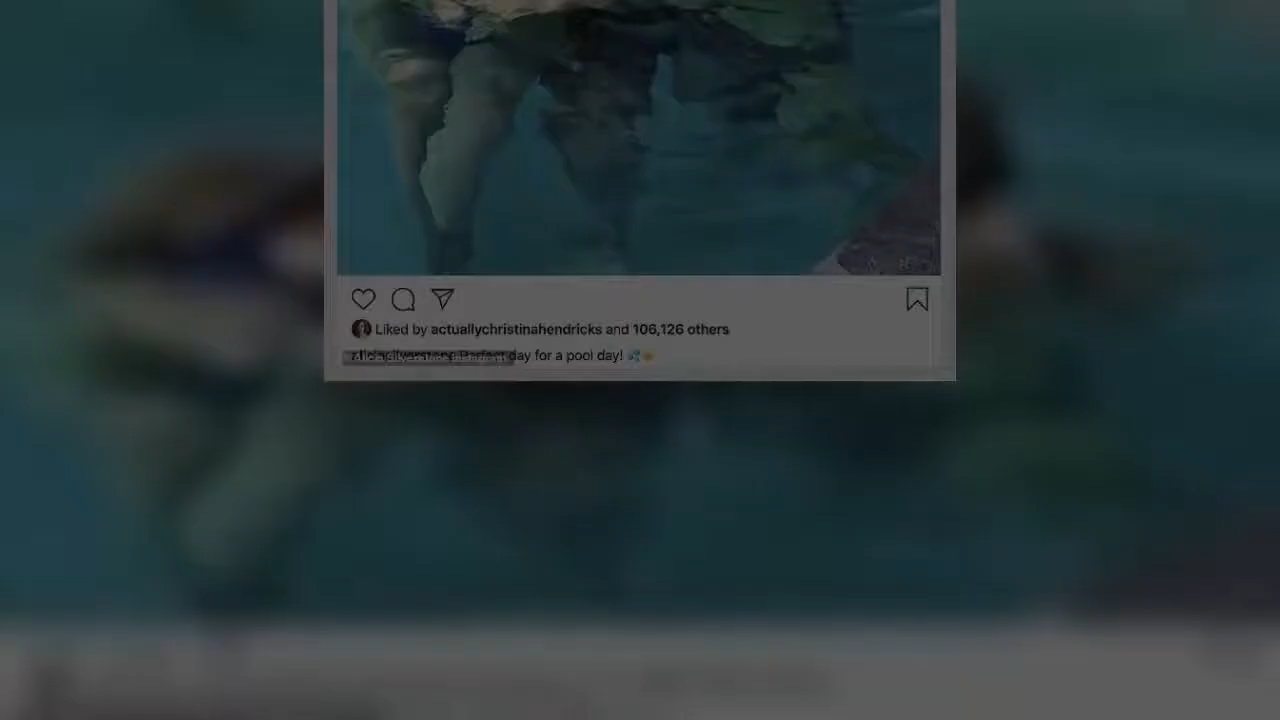 Liked by actuallychristinahendricks and 106,126 others
day for a pool day!